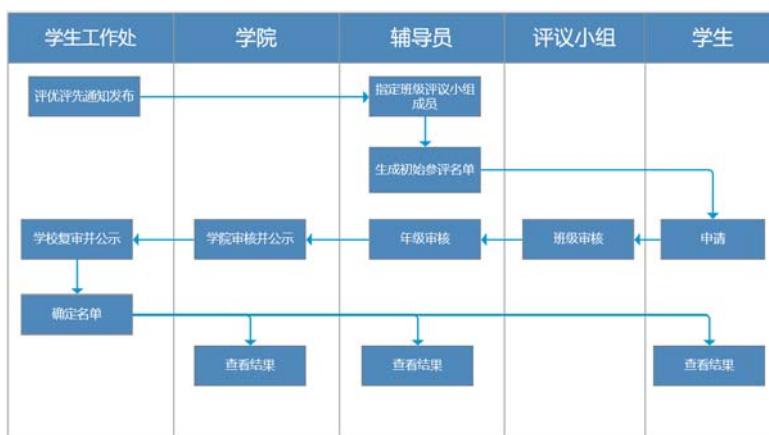 学生工作处
学院
辅导员
评议小组
学生
评优评先通知发布
指定班级评议小组
成员
生成初始参评名单
学校复审并公示
学院审核并公示
年级审核
班级审核
申请
确定名单
查看结果
查看结果
查看结果